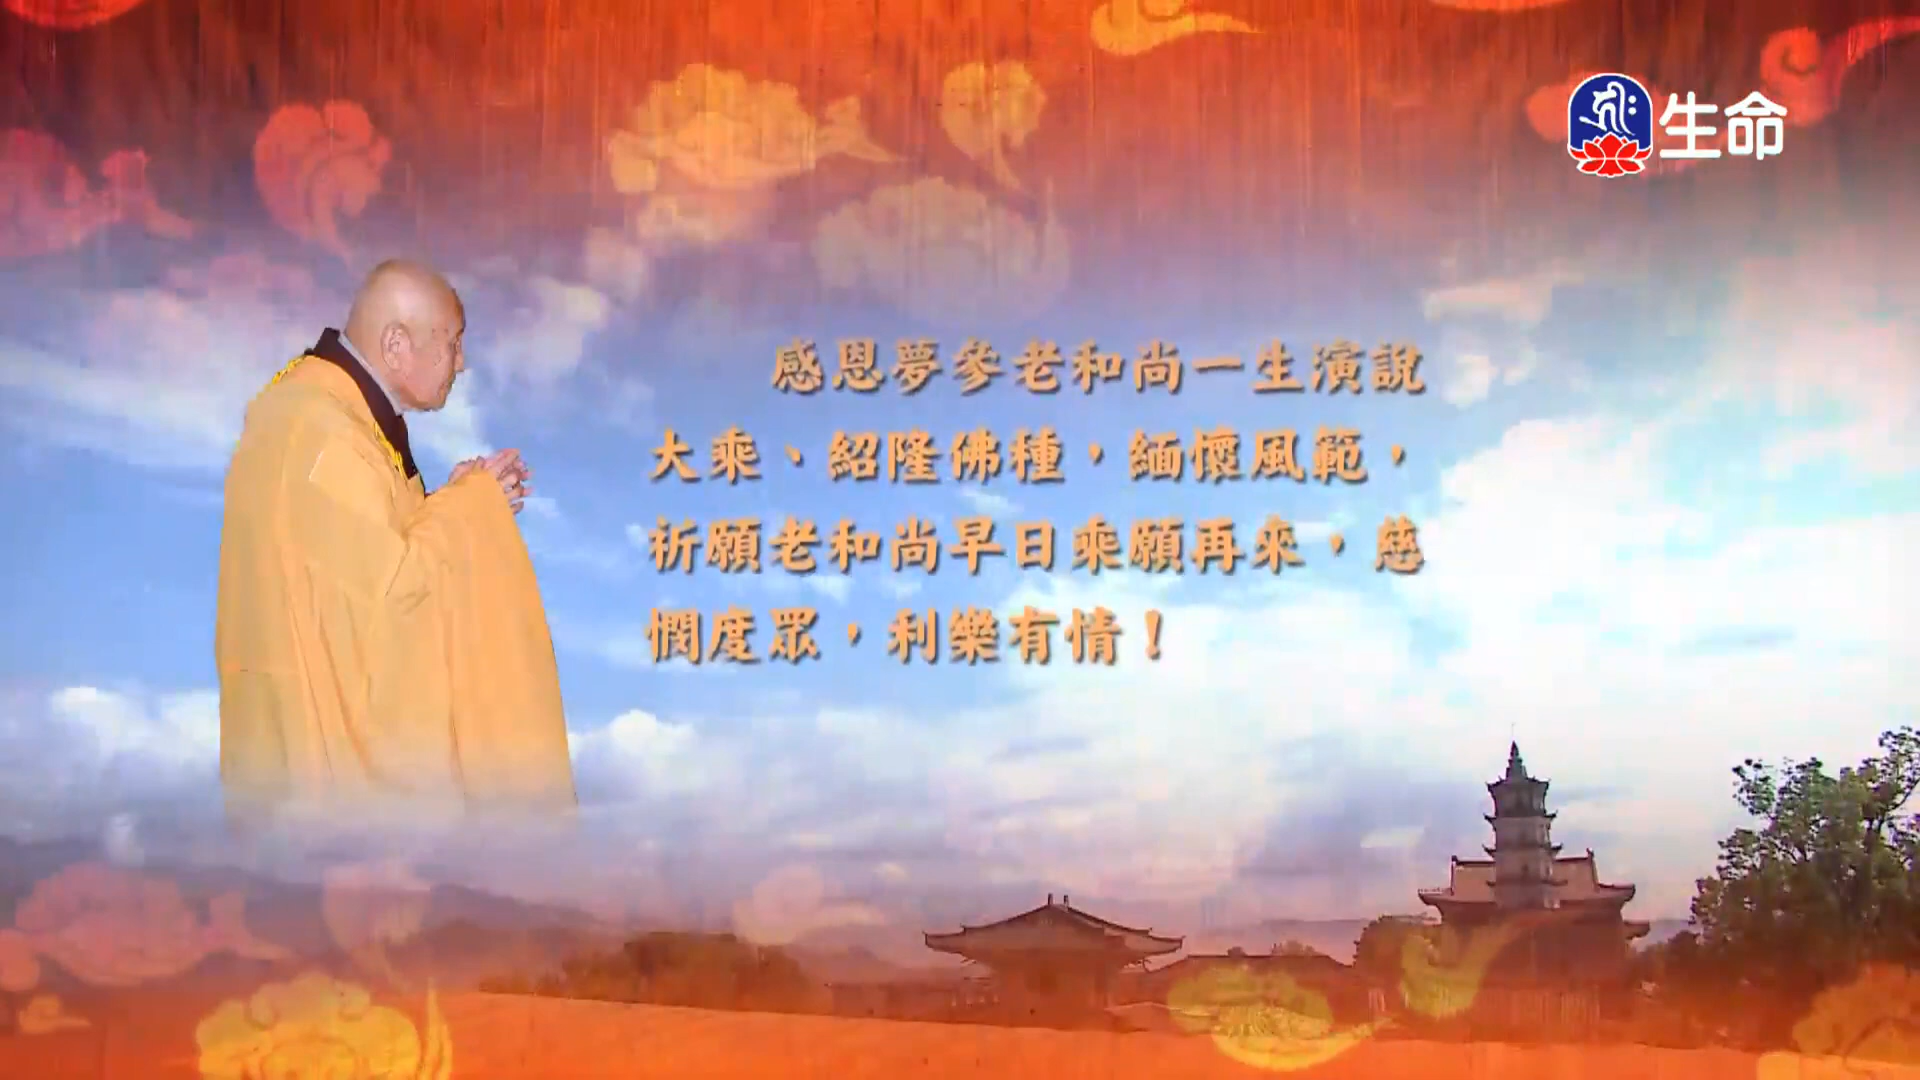 生命
感恩夢參老和尚一生演說
大乘、紹隆佛種，緬懷風範，
祈願老和尚早日乘願再來，慈
憫度眾，利樂有情！